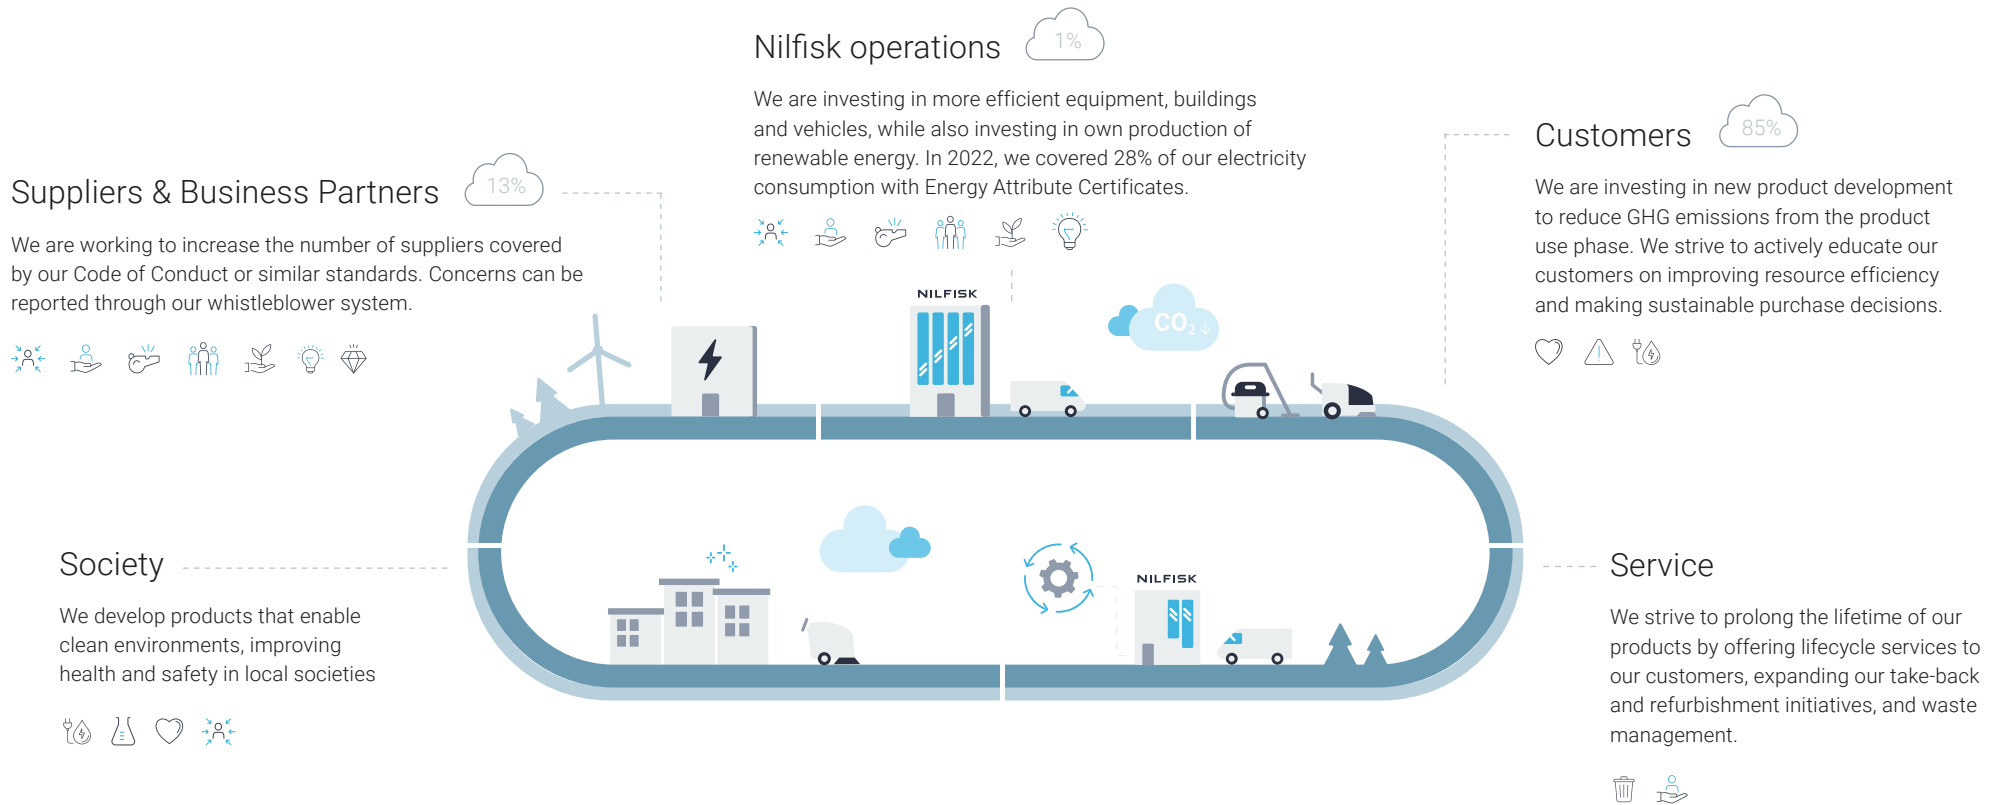 Nilfisk operations
1%
We are investing in more efficient equipment, buildings
and vehicles, while also investing in own production of
renewable energy. In 2022, we covered 28% of our electricity
consumption with Energy Attribute Certificates.
Customers
85%
We are investing in new product development
to reduce GHG emissions from the product
use phase. We strive to actively educate our
customers on improving resource efficiency
and making sustainable purchase decisions.
Suppliers & Business Partners
13%
We are working to increase the number of suppliers covered
by our Code of Conduct or similar standards. Concerns can be
reported through our whistleblower system.
NILFISK
CO₂↓
Society
We develop products that enable
clean environments, improving
health and safety in local societies
NILFISK
Service
We strive to prolong the lifetime of our
products by offering lifecycle services to
our customers, expanding our take-back
and refurbishment initiatives, and waste
management.